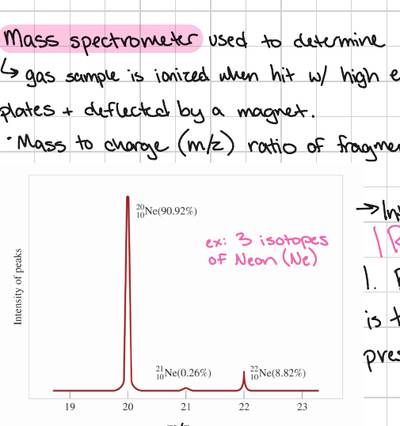 Mass spectrometer used to determine
↳ gas sample is ionized when hit w/ high e
plates + deflected by a magnet.
• Mass to charge (m/z) ratio of fragme
Intensity of peaks
²⁰₁₀Ne(90.92%)
ex: 3 isotopes
of Neon (Ne)
²¹₁₀Ne(0.26%)
²²₁₀Ne(8.82%)
19 20 21 22 23
→ In
1.
is t
pres